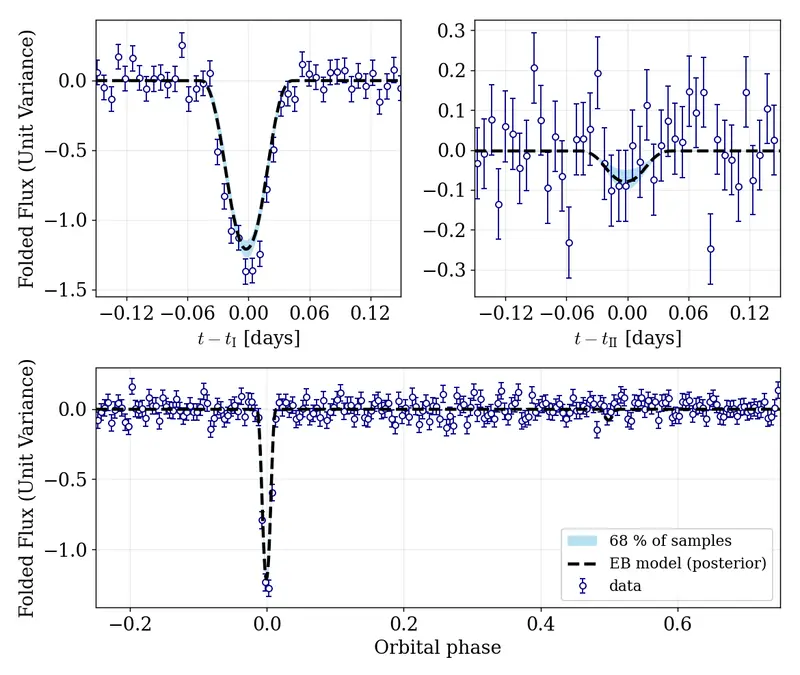 Folded Flux (Unit Variance)
0.0
−0.5
−1.0
−1.5
−0.12 −0.06 0.00 0.06 0.12
t − tI [days]
0.3
0.2
0.1
0.0
−0.1
−0.2
−0.3
−0.12 −0.06 0.00 0.06 0.12
t − tII [days]
Folded Flux (Unit Variance)
0.0
−0.5
−1.0
68 % of samples
EB model (posterior)
data
−0.2 0.0 0.2 0.4 0.6
Orbital phase